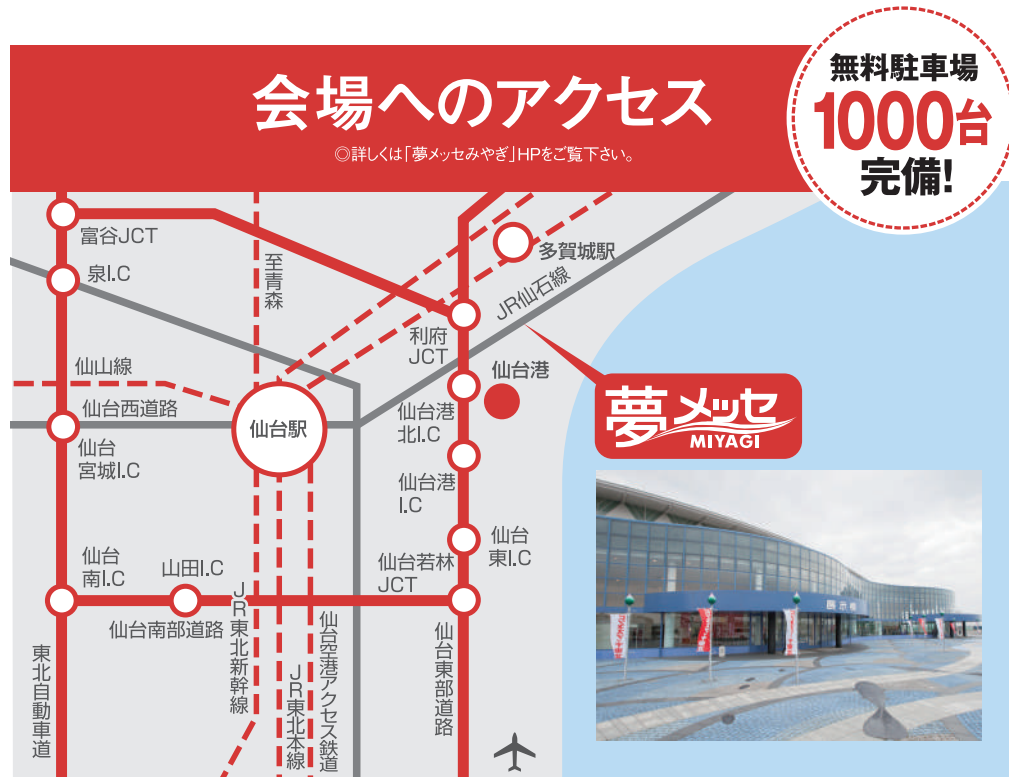 会場へのアクセス
◎詳しくは「夢メッセみやぎ」HPをご覧下さい。
無料駐車場
1000台
完備!
富谷JCT
泉I.C
至青森
多賀城駅
JR仙石線
利府
JCT
仙台港
仙山線
仙台西道路
仙台駅
仙台港
北I.C
夢メッセ
MIYAGI
仙台
宮城I.C
仙台港
I.C
仙台
東I.C
仙台
南I.C
山田I.C
仙台若林
JCT
仙台南部道路
東北自動車道
JR東北新幹線
JR東北本線
仙台空港アクセス鉄道
仙台東部道路